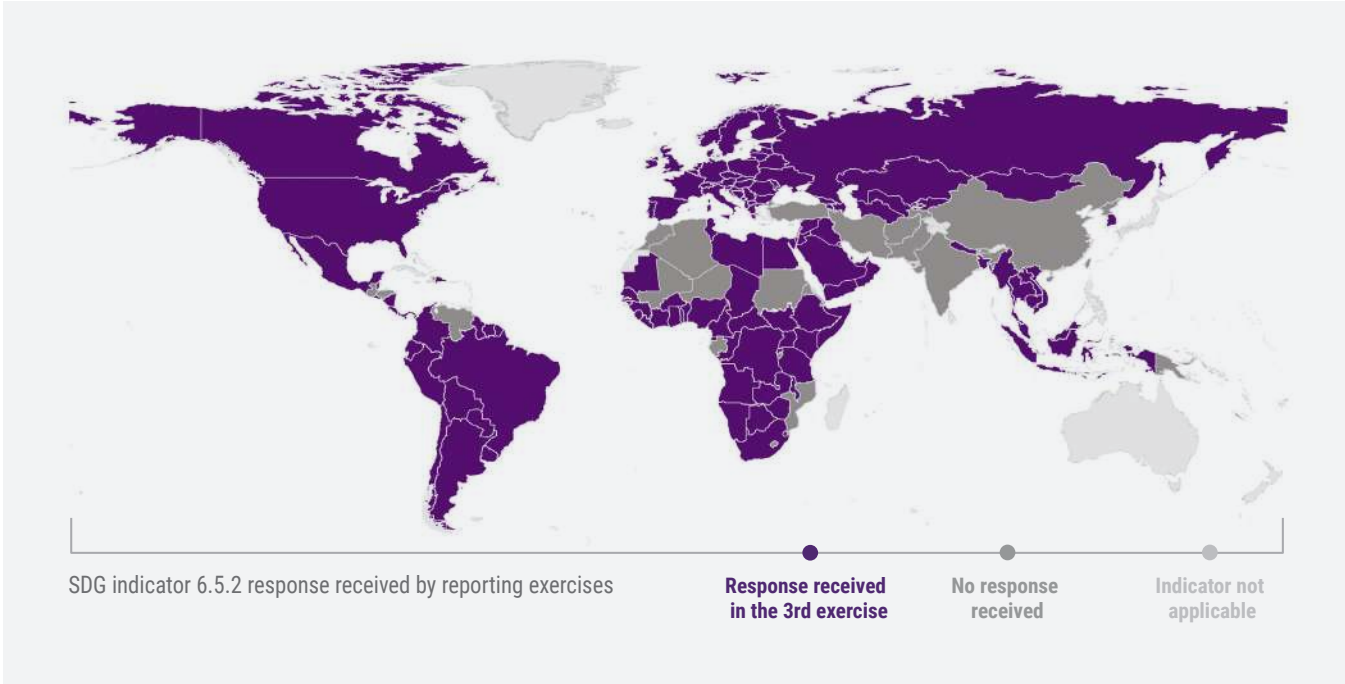 SDG indicator 6.5.2 response received by reporting exercises
Response received
in the 3rd exercise
No response
received
Indicator not
applicable